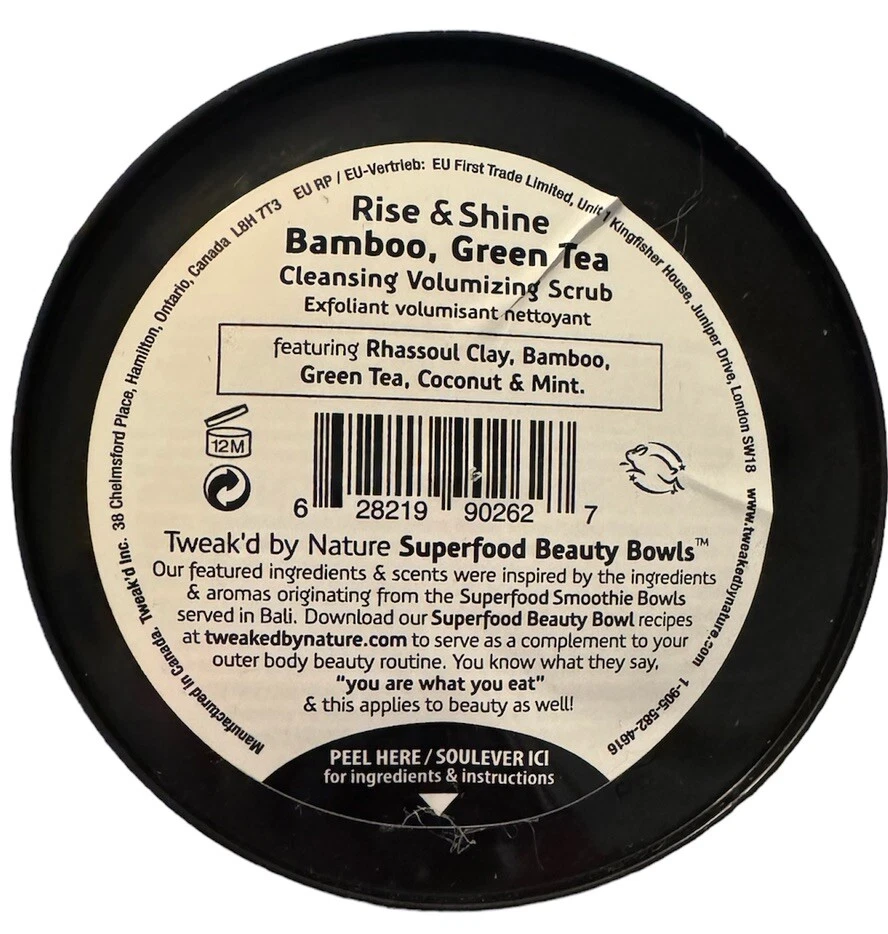 Manufactured in Canada. Tweak'd Inc. 38 Chelmsford Place, Hamilton, Ontario, Canada L8H 7T3 EU RP / EU-Vertrieb: EU First Trade Limited, Unit 1 Kingfisher House, Juniper Drive, London SW18 www.tweakedbynature.com 1-905-582-4616
Rise & Shine
Bamboo, Green Tea
Cleansing Volumizing Scrub
Exfoliant volumisant nettoyant
featuring Rhassoul Clay, Bamboo,
Green Tea, Coconut & Mint.
12M
6 28219 90262 7
Tweak'd by Nature Superfood Beauty Bowls™
Our featured ingredients & scents were inspired by the ingredients
& aromas originating from the Superfood Smoothie Bowls
served in Bali. Download our Superfood Beauty Bowl recipes
at tweakedbynature.com to serve as a complement to your
outer body beauty routine. You know what they say,
"you are what you eat"
& this applies to beauty as well!
PEEL HERE / SOULEVER ICI
for ingredients & instructions